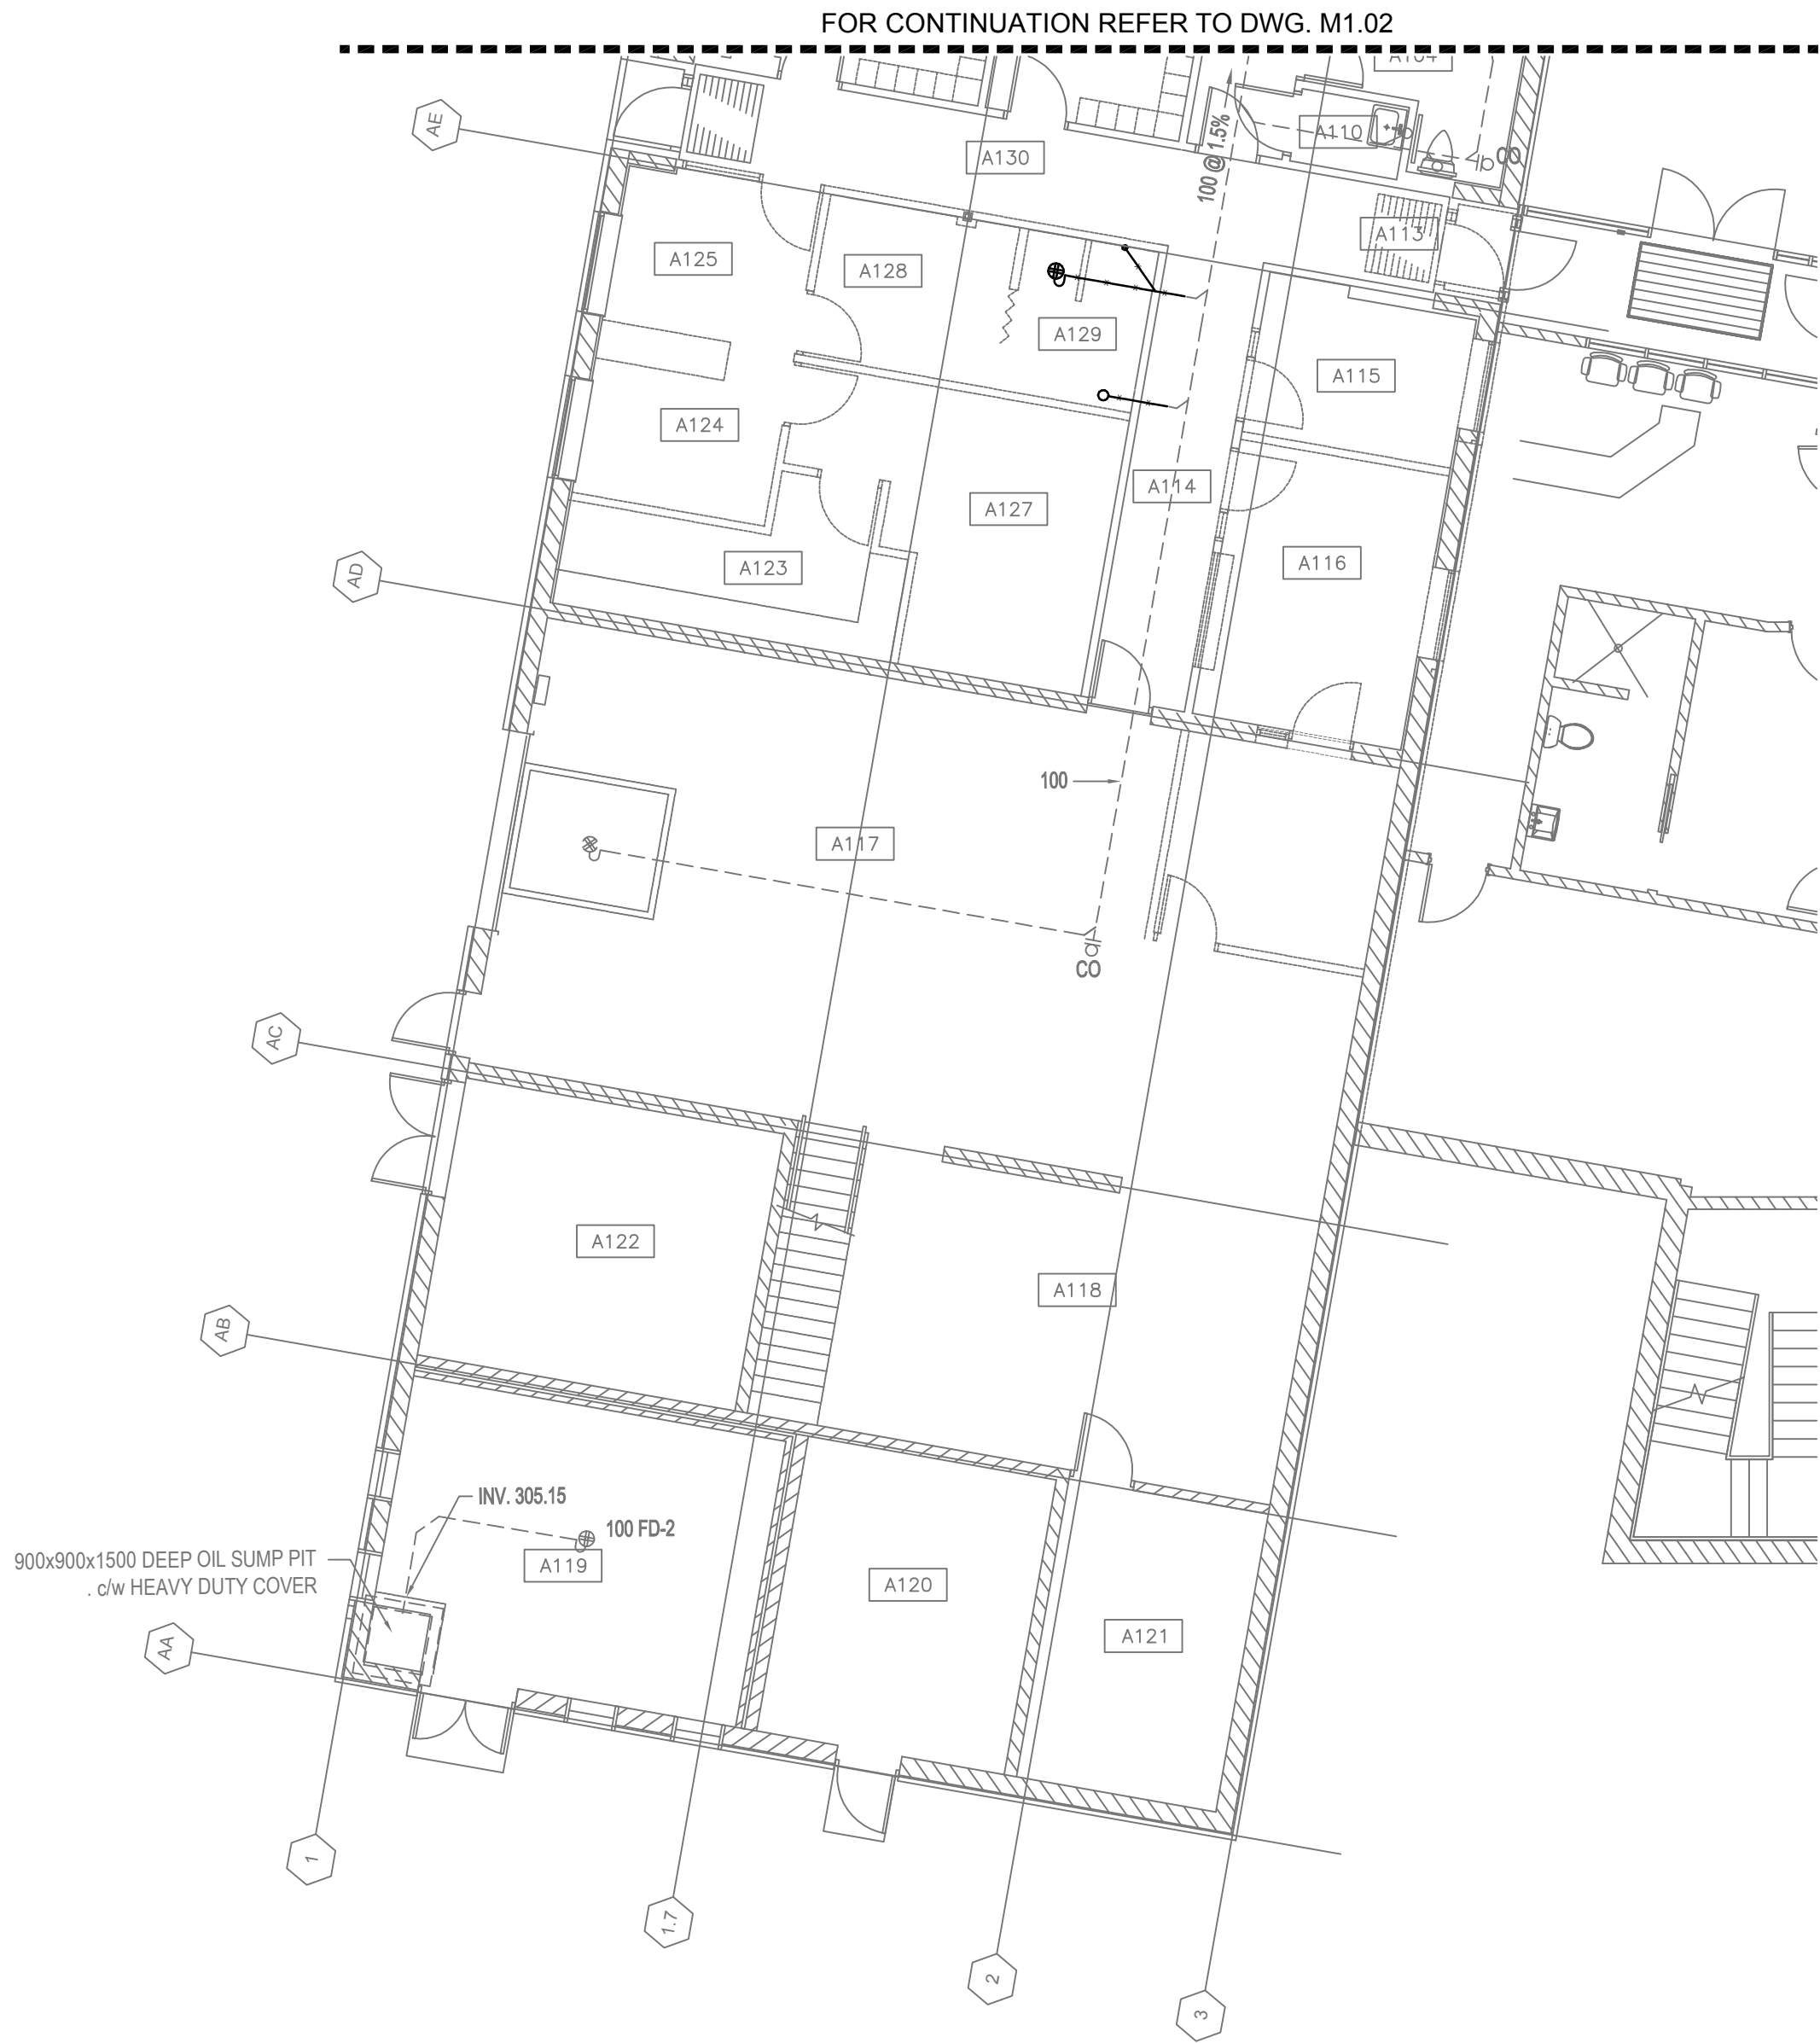 FOR CONTINUATION REFER TO DWG. M1.02
A104
AE
A110
100 @ 1.5%
A130
CO
A113
A125
A128
A129
A115
A124
A114
A127
A116
A123
AD
100
A117
CO
AC
A122
A118
AB
INV. 305.15
100 FD-2
900x900x1500 DEEP OIL SUMP PIT
. c/w HEAVY DUTY COVER
A119
A120
A121
AA
1
1.7
2
3